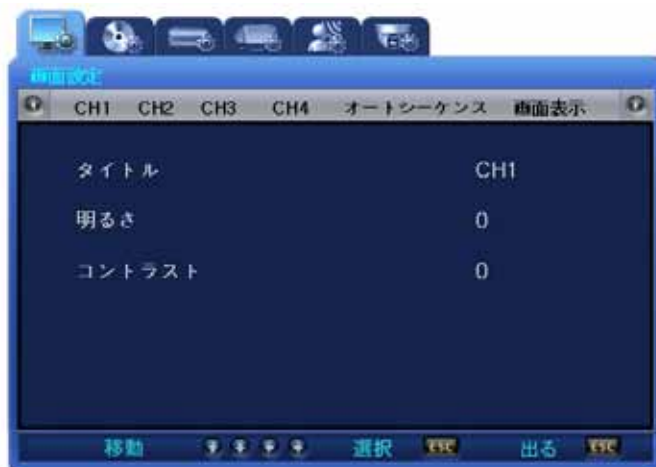 画面設定
CH1 CH2 CH3 CH4 オートシーケンス 画面表示
タイトル CH1
明るさ 0
コントラスト 0
移動 選択 ESC 出る ESC